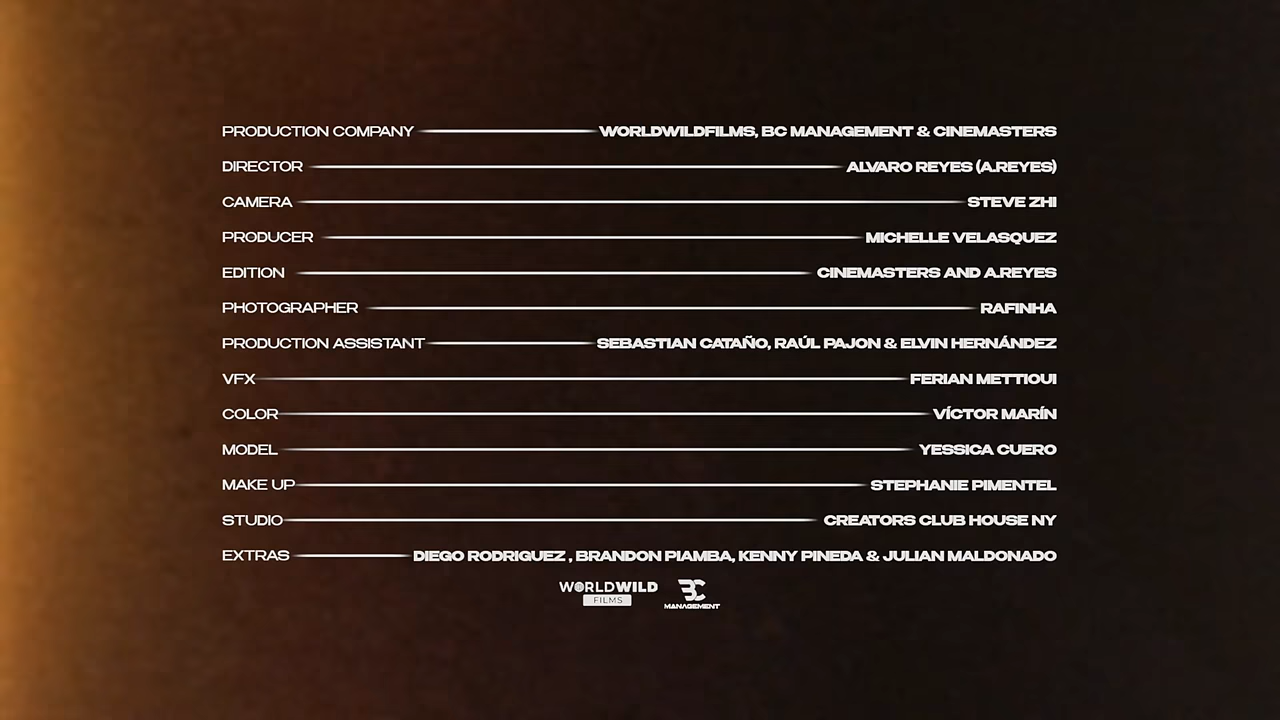 PRODUCTION COMPANY WORLDWILDFILMS, BC MANAGEMENT & CINEMASTERS
DIRECTOR ALVARO REYES (A.REYES)
CAMERA STEVE ZHI
PRODUCER MICHELLE VELASQUEZ
EDITION CINEMASTERS AND A.REYES
PHOTOGRAPHER RAFINHA
PRODUCTION ASSISTANT SEBASTIAN CATAÑO, RAÚL PAJON & ELVIN HERNÁNDEZ
VFX FERIAN METTIOUI
COLOR VÍCTOR MARÍN
MODEL YESSICA CUERO
MAKE UP STEPHANIE PIMENTEL
STUDIO CREATORS CLUB HOUSE NY
EXTRAS DIEGO RODRIGUEZ , BRANDON PIAMBA, KENNY PINEDA & JULIAN MALDONADO
WORLDWILD FILMS
BC MANAGEMENT